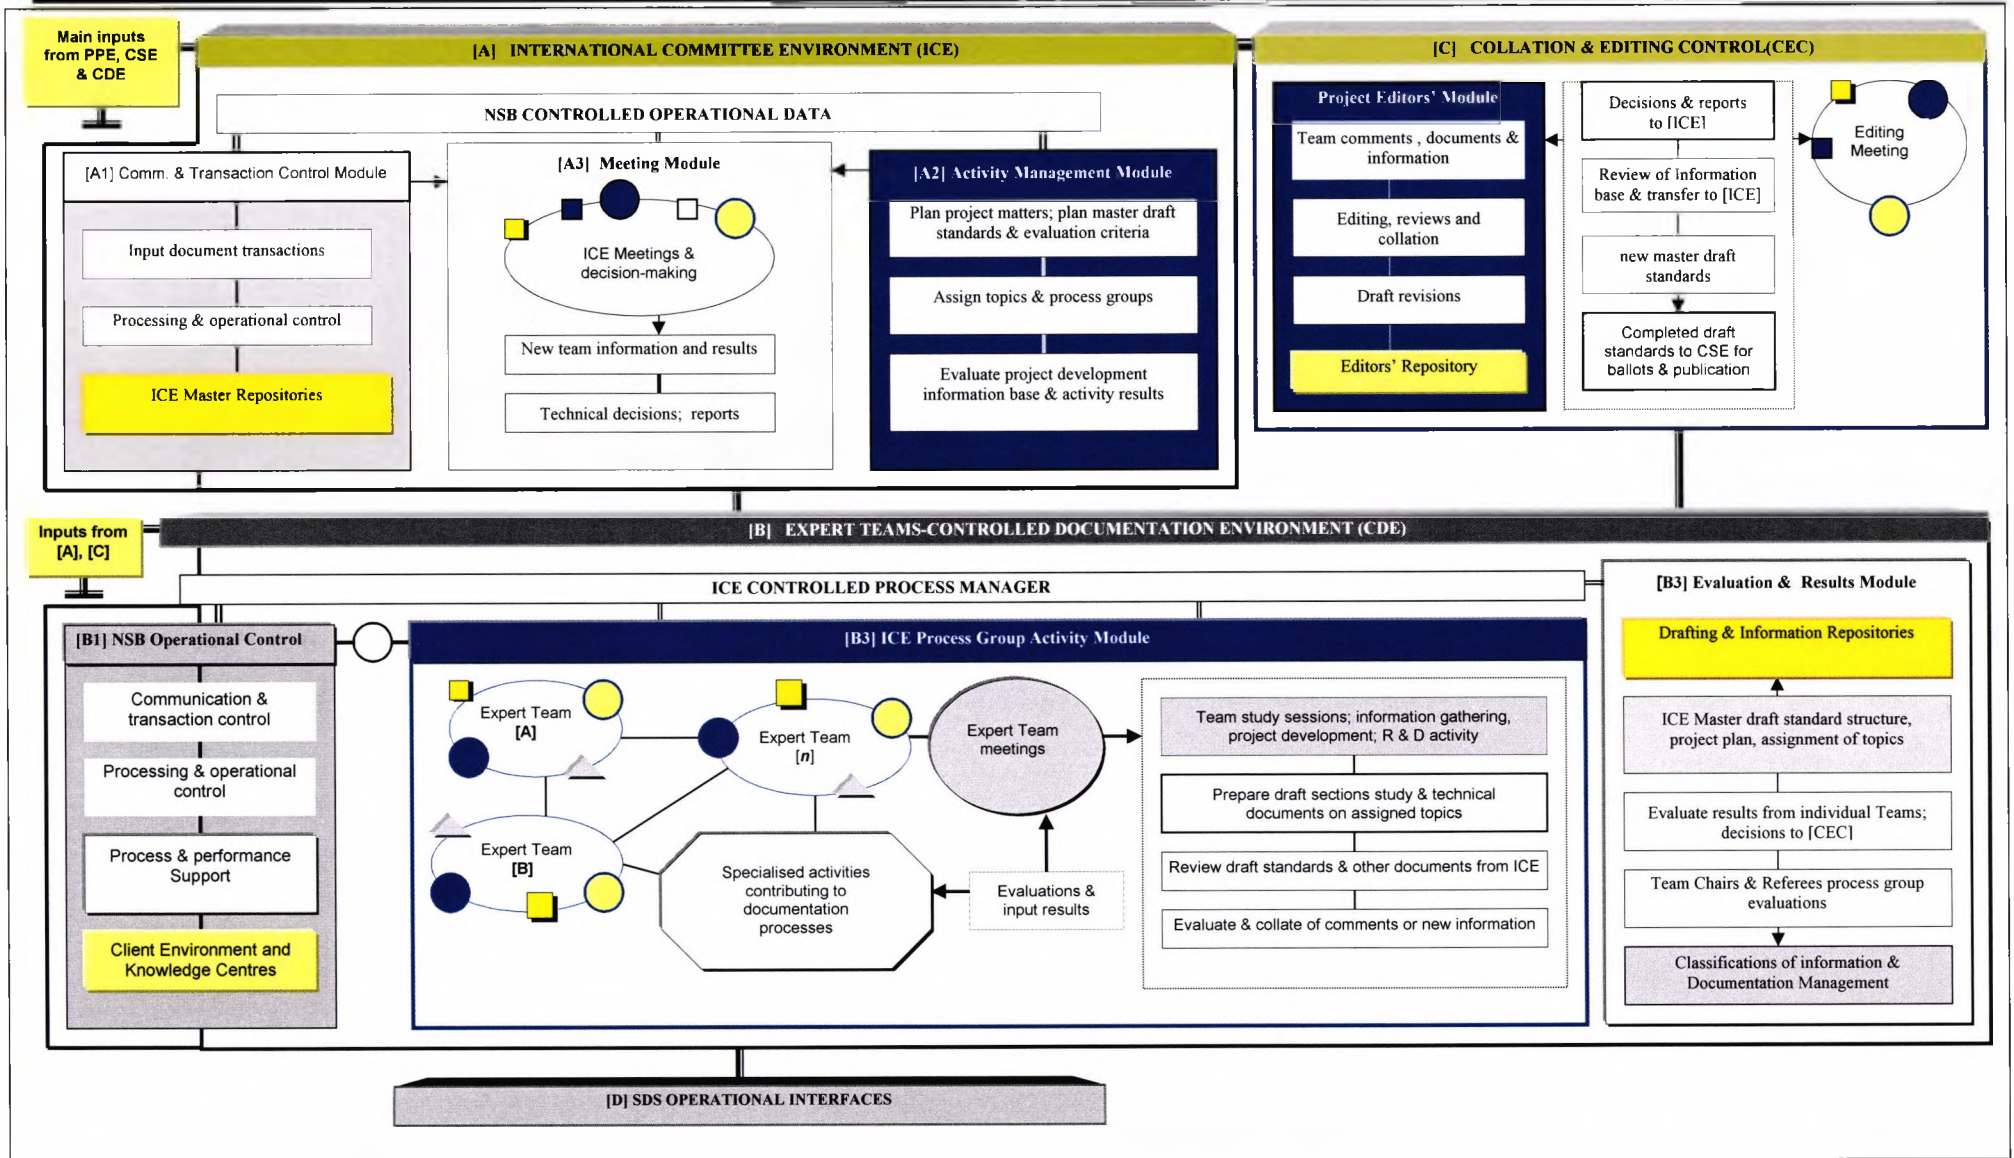 Main inputs
from PPE, CSE
& CDE
[A] INTERNATIONAL COMMITTEE ENVIRONMENT (ICE)
NSB CONTROLLED OPERATIONAL DATA
[A1] Comm. & Transaction Control Module
Input document transactions
Processing & operational control
ICE Master Repositories
[A3] Meeting Module
ICE Meetings &
decision-making
New team information and results
Technical decisions; reports
[A2] Activity Management Module
Plan project matters; plan master draft
standards & evaluation criteria
Assign topics & process groups
Evaluate project development
information base & activity results
[C] COLLATION & EDITING CONTROL(CEC)
Project Editors' Module
Team comments , documents &
information
Editing, reviews and
collation
Draft revisions
Editors' Repository
Decisions & reports
to [ICE]
Review of Information
base & transfer to [ICE]
new master draft
standards
Completed draft
standards to CSE for
ballots & publication
Editing
Meeting
Inputs from
[A], [C]
[B] EXPERT TEAMS-CONTROLLED DOCUMENTATION ENVIRONMENT (CDE)
ICE CONTROLLED PROCESS MANAGER
[B1] NSB Operational Control
Communication &
transaction control
Processing & operational
control
Process & performance
Support
Client Environment and
Knowledge Centres
[B3] ICE Process Group Activity Module
Expert Team
[A]
Expert Team
[n]
Expert Team
[B]
Expert Team
meetings
Specialised activities
contributing to
documentation
processes
Evaluations &
input results
Team study sessions; information gathering,
project development; R & D activity
Prepare draft sections study & technical
documents on assigned topics
Review draft standards & other documents from ICE
Evaluate & collate of comments or new information
[B3] Evaluation & Results Module
Drafting & Information Repositories
ICE Master draft standard structure,
project plan, assignment of topics
Evaluate results from individual Teams;
decisions to [CEC]
Team Chairs & Referees process group
evaluations
Classifications of information &
Documentation Management
[D] SDS OPERATIONAL INTERFACES